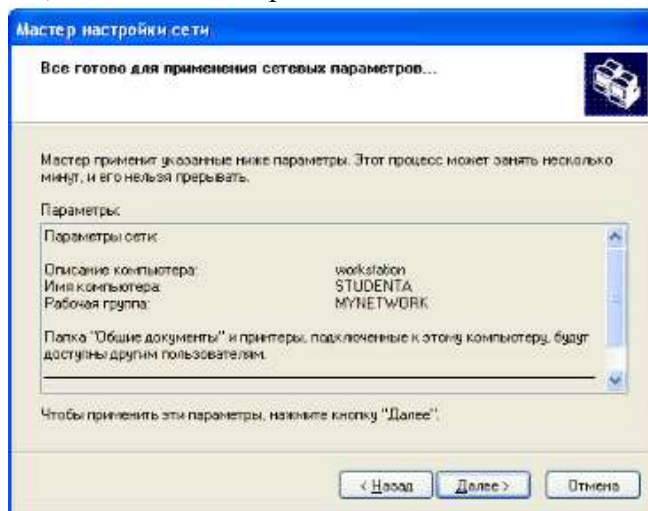 Мастер настройки сети
Все готово для применения сетевых параметров...
Мастер применит указанные ниже параметры. Этот процесс может занять несколько
минут, и его нельзя прерывать.
Параметры:
Параметры сети:
Описание компьютера: workstation
Имя компьютера: STUDENTA
Рабочая группа: MYNETWORK
Папка "Общие документы" и принтеры, подключенные к этому компьютеру, будут
доступны другим пользователям.
Чтобы применить эти параметры, нажмите кнопку "Далее".
< Назад Далее > Отмена